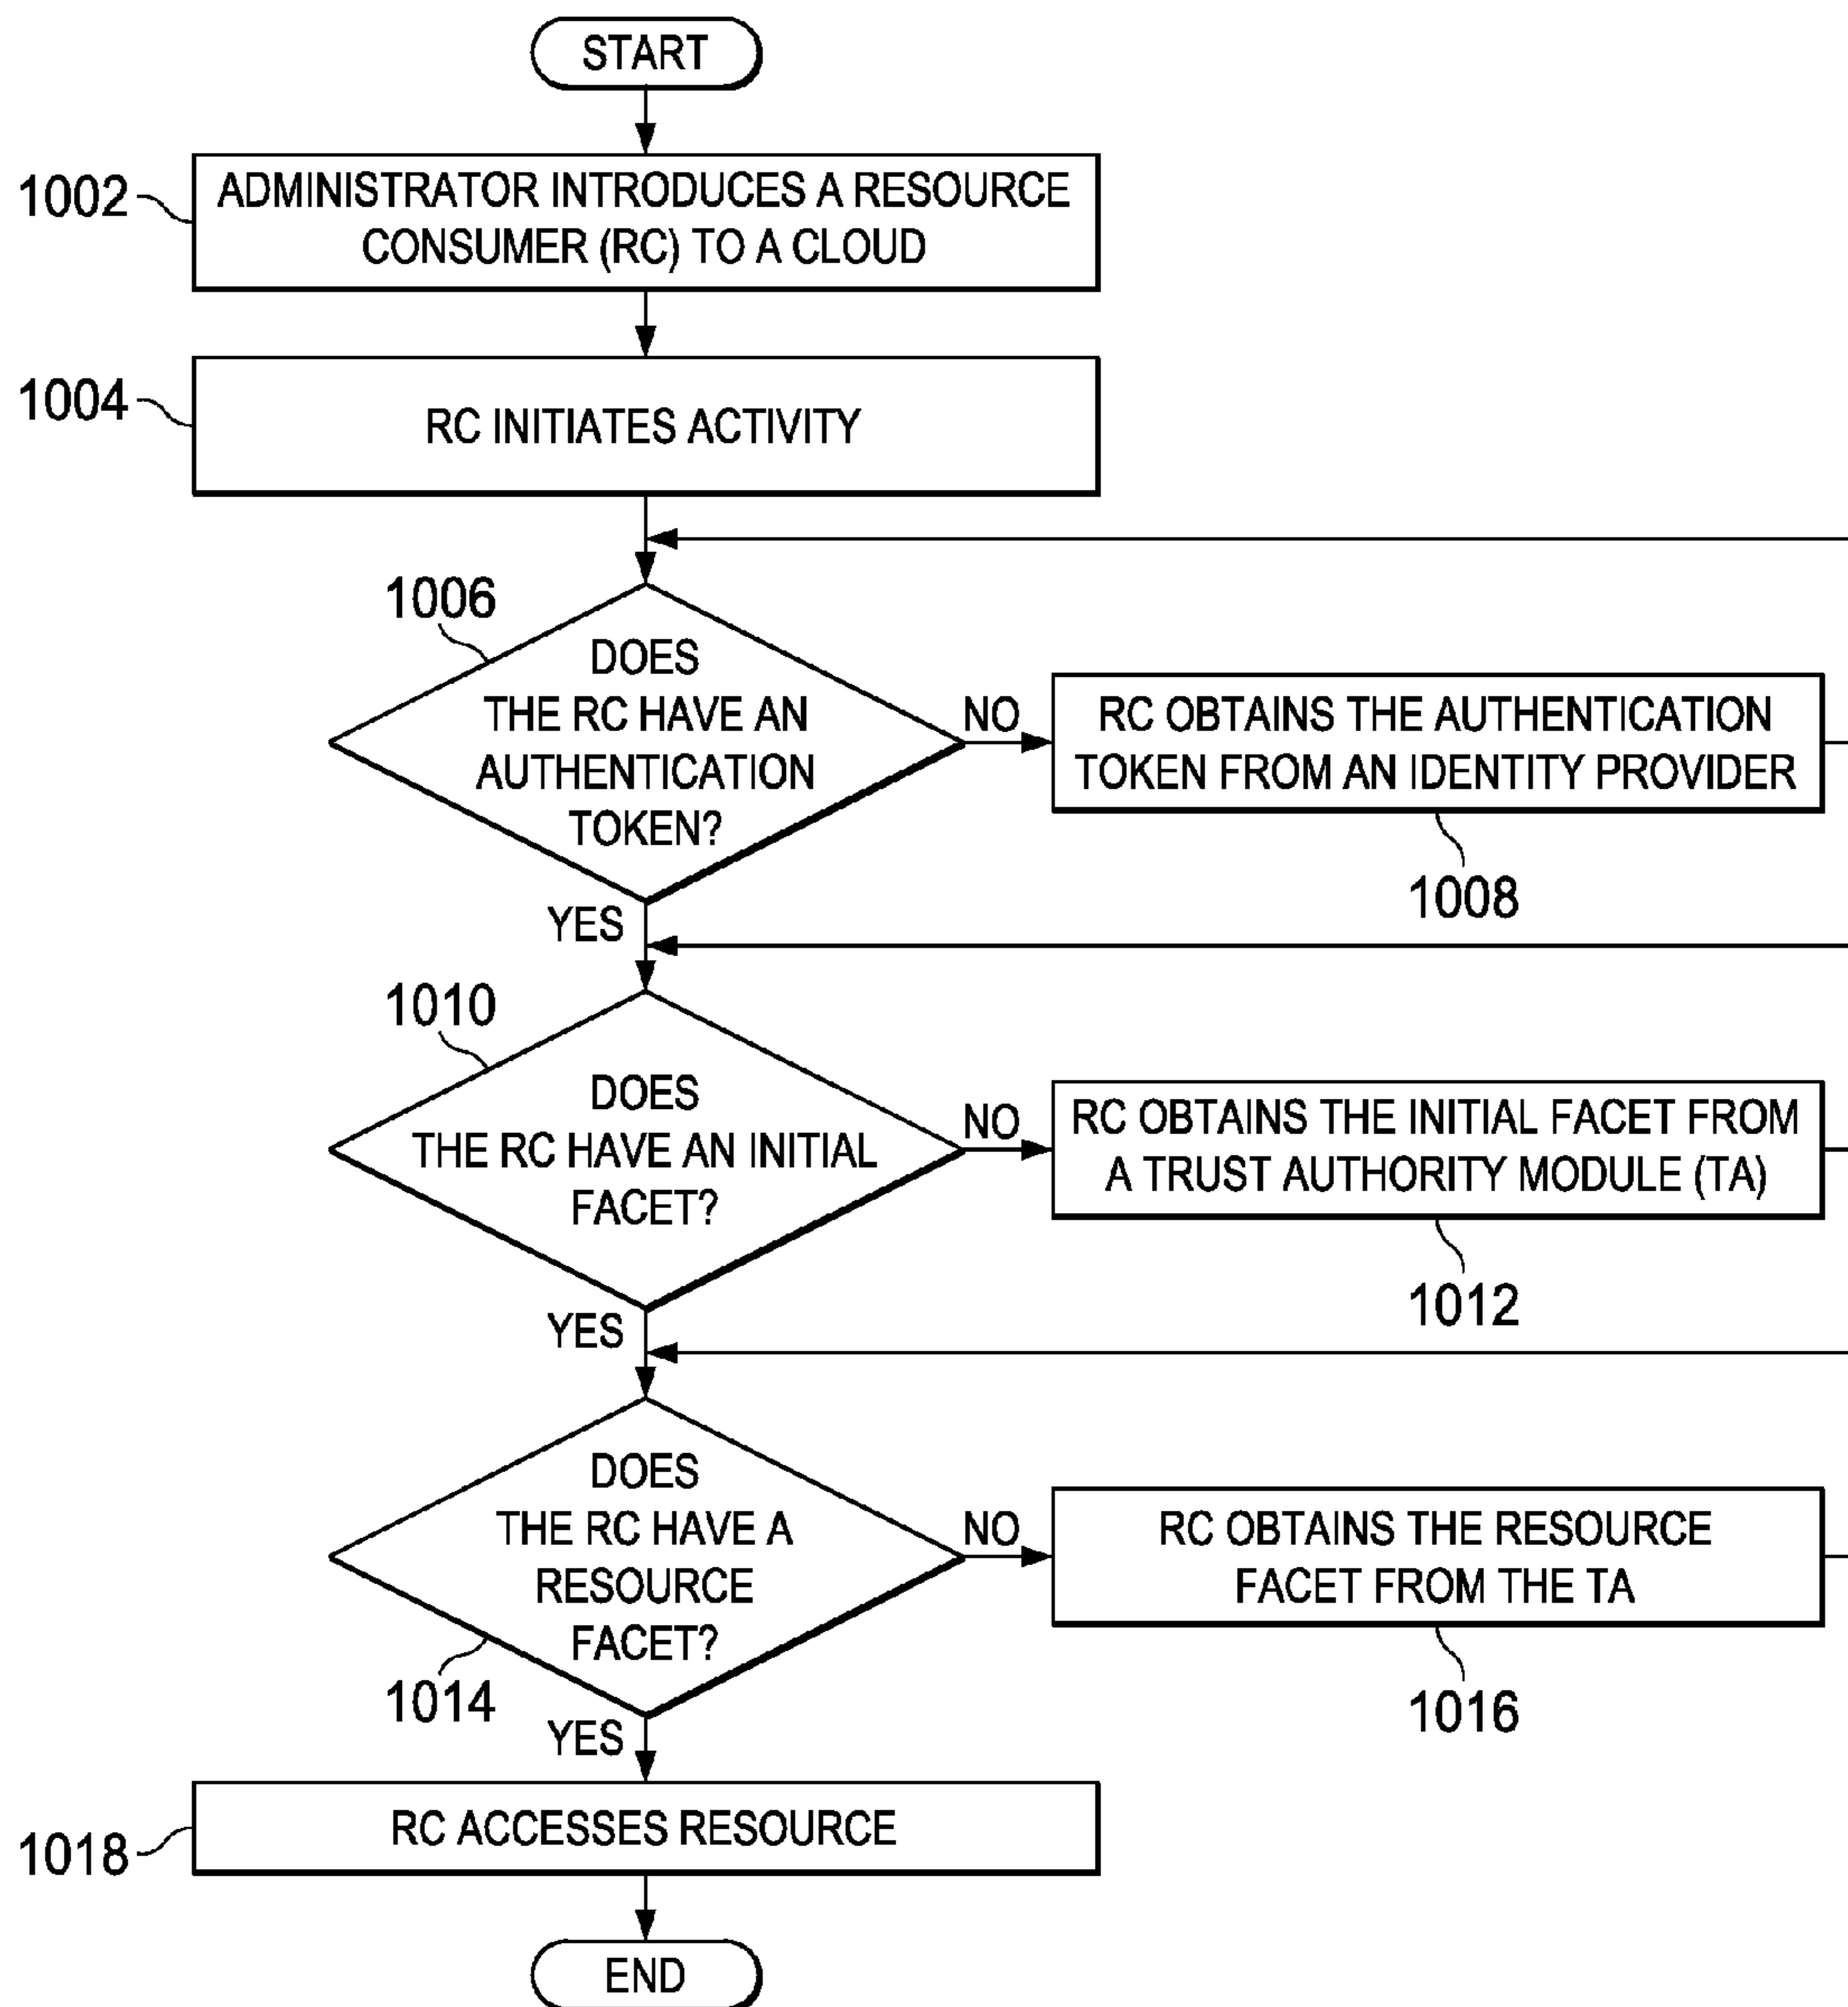 START
1002
ADMINISTRATOR INTRODUCES A RESOURCE
CONSUMER (RC) TO A CLOUD
1004
RC INITIATES ACTIVITY
1006
DOES
THE RC HAVE AN
AUTHENTICATION
TOKEN?
NO
RC OBTAINS THE AUTHENTICATION
TOKEN FROM AN IDENTITY PROVIDER
1008
YES
1010
DOES
THE RC HAVE AN INITIAL
FACET?
NO
RC OBTAINS THE INITIAL FACET FROM
A TRUST AUTHORITY MODULE (TA)
1012
YES
DOES
THE RC HAVE A
RESOURCE
FACET?
1014
NO
RC OBTAINS THE RESOURCE
FACET FROM THE TA
1016
YES
1018
RC ACCESSES RESOURCE
END